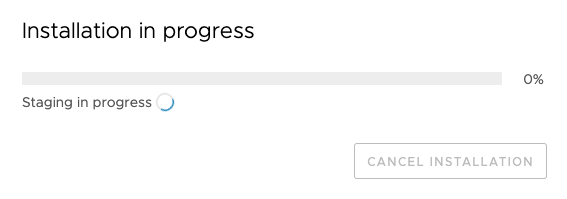 Installation in progress
0%
Staging in progress
CANCEL INSTALLATION